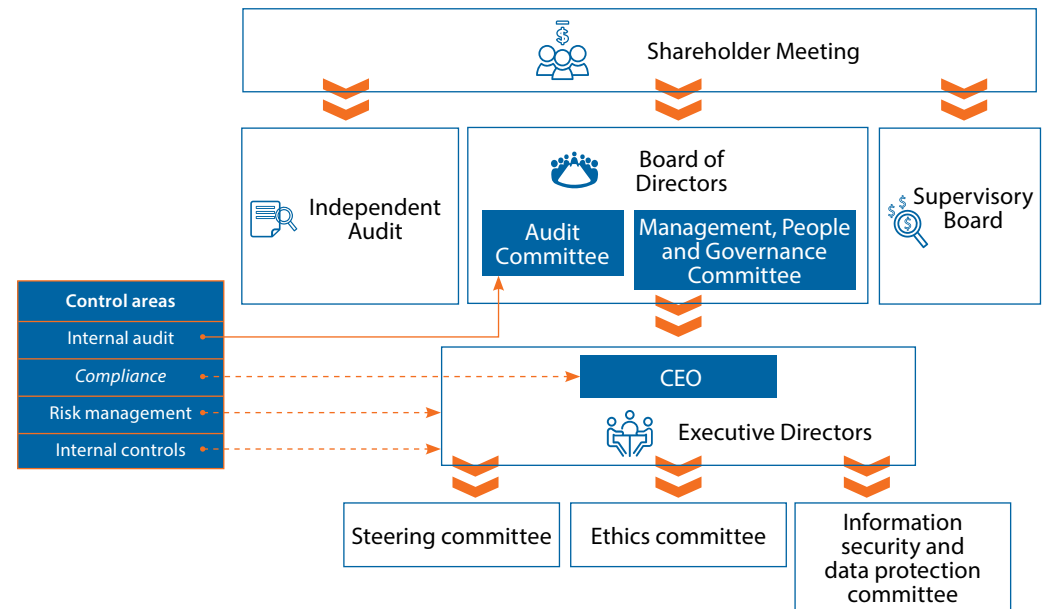 Shareholder Meeting
Independent
Audit
Board of
Directors
Audit
Committee
Management, People
and Governance
Committee
Supervisory
Board
Control areas
Internal audit
Compliance
Risk management
Internal controls
CEO
Executive Directors
Steering committee
Ethics committee
Information
security and
data protection
committee